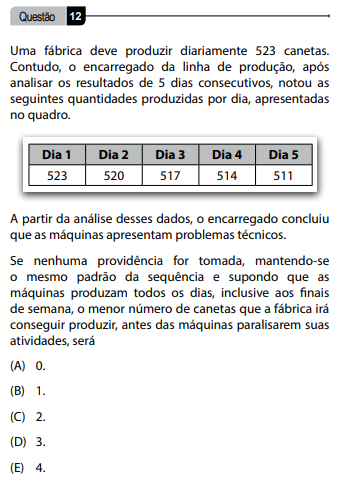 Questão 12
Uma fábrica deve produzir diariamente 523 canetas.
Contudo, o encarregado da linha de produção, após
analisar os resultados de 5 dias consecutivos, notou as
seguintes quantidades produzidas por dia, apresentadas
no quadro.
Dia 1 Dia 2 Dia 3 Dia 4 Dia 5
523 520 517 514 511
A partir da análise desses dados, o encarregado concluiu
que as máquinas apresentam problemas técnicos.
Se nenhuma providência for tomada, mantendo-se
o mesmo padrão da sequência e supondo que as
máquinas produzam todos os dias, inclusive aos finais
de semana, o menor número de canetas que a fábrica irá
conseguir produzir, antes das máquinas paralisarem suas
atividades, será
(A) 0.
(B) 1.
(C) 2.
(D) 3.
(E) 4.